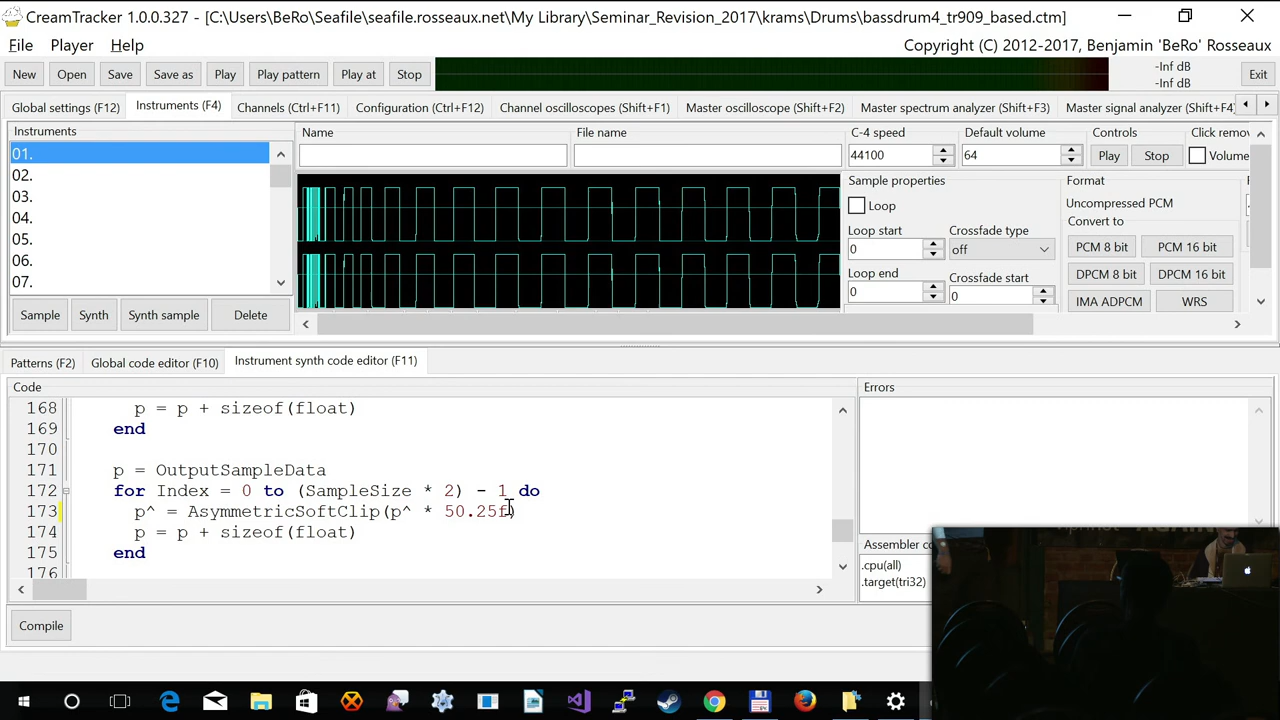 CreamTracker 1.0.0.327 - [C:\Users\BeRo\Seafile\seafile.rosseaux.net\My Library\Seminar_Revision_2017\krams\Drums\bassdrum4_tr909_based.ctm]
File Player Help Copyright (C) 2012-2017, Benjamin 'BeRo' Rosseaux
New Open Save Save as Play Play pattern Play at Stop -Inf dB Exit
-Inf dB
Global settings (F12) Instruments (F4) Channels (Ctrl+F11) Configuration (Ctrl+F12) Channel oscilloscopes (Shift+F1) Master oscilloscope (Shift+F2) Master spectrum analyzer (Shift+F3) Master signal analyzer (Shift+F4)
Instruments Name File name C-4 speed Default volume Controls Click remov
01. 44100 64 Play Stop Volume
02. Sample properties Format
03. Loop Uncompressed PCM
04. Convert to
05. Loop start Crossfade type PCM 8 bit PCM 16 bit
06. 0 off
07. Loop end Crossfade start DPCM 8 bit DPCM 16 bit
0 0 IMA ADPCM WRS
Sample Synth Synth sample Delete
Patterns (F2) Global code editor (F10) Instrument synth code editor (F11)
Code Errors
168 p = p + sizeof(float)
169 end
170
171 p = OutputSampleData
172 for Index = 0 to (SampleSize * 2) - 1 do
173 p^ = AsymmetricSoftClip(p^ * 50.25f)
174 p = p + sizeof(float)
175 end
176
Assembler co
.cpu(all)
.target(tri32)
Compile